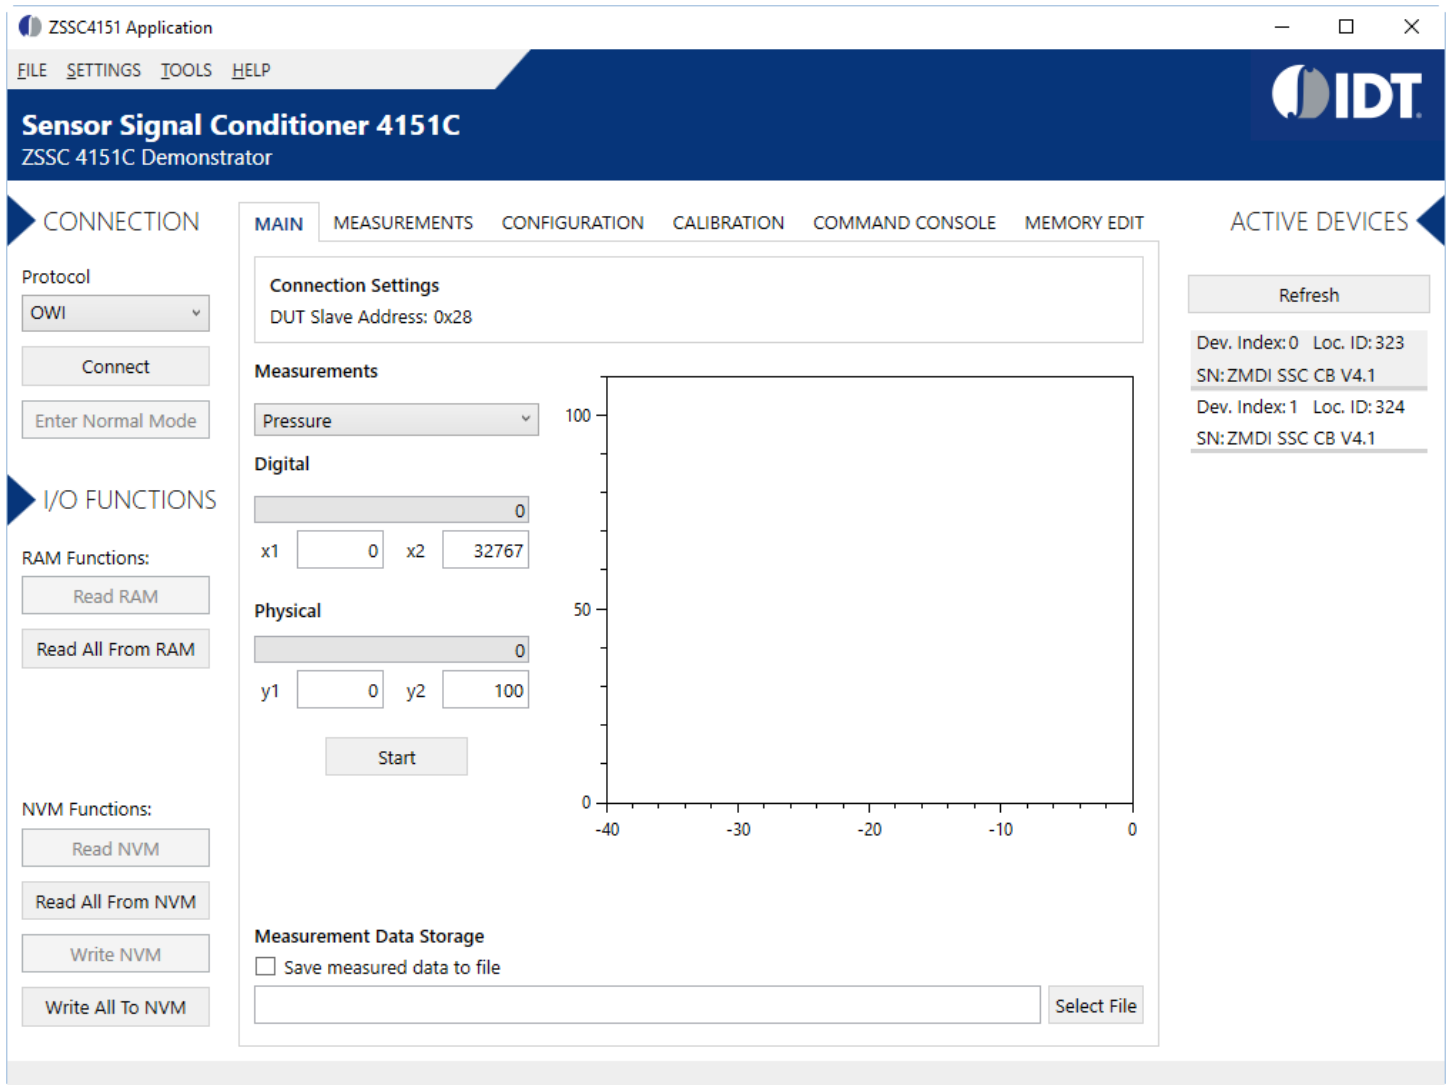 ZSSC4151 Application
FILE SETTINGS TOOLS HELP
IDT
Sensor Signal Conditioner 4151C
ZSSC 4151C Demonstrator
CONNECTION
Protocol
OWI
Connect
Enter Normal Mode
I/O FUNCTIONS
RAM Functions:
Read RAM
Read All From RAM
NVM Functions:
Read NVM
Read All From NVM
Write NVM
Write All To NVM
MAIN MEASUREMENTS CONFIGURATION CALIBRATION COMMAND CONSOLE MEMORY EDIT
Connection Settings
DUT Slave Address: 0x28
Measurements
Pressure
Digital
0
x1 0 x2 32767
Physical
0
y1 0 y2 100
Start
100
50
0
-40 -30 -20 -10 0
Measurement Data Storage
Save measured data to file
Select File
ACTIVE DEVICES
Refresh
Dev. Index: 0 Loc. ID: 323
SN: ZMDI SSC CB V4.1
Dev. Index: 1 Loc. ID: 324
SN: ZMDI SSC CB V4.1